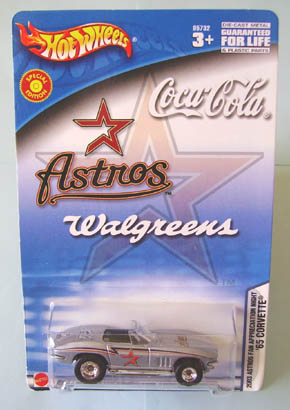 Hot Wheels
B5732
3+
DIE-CAST METAL
GUARANTEED
FOR LIFE
& PLASTIC PARTS
SPECIAL
EDITION
Coca-Cola
Astros
Walgreens
2003 ASTROS FAN APPRECIATION NIGHT
'65 CORVETTE